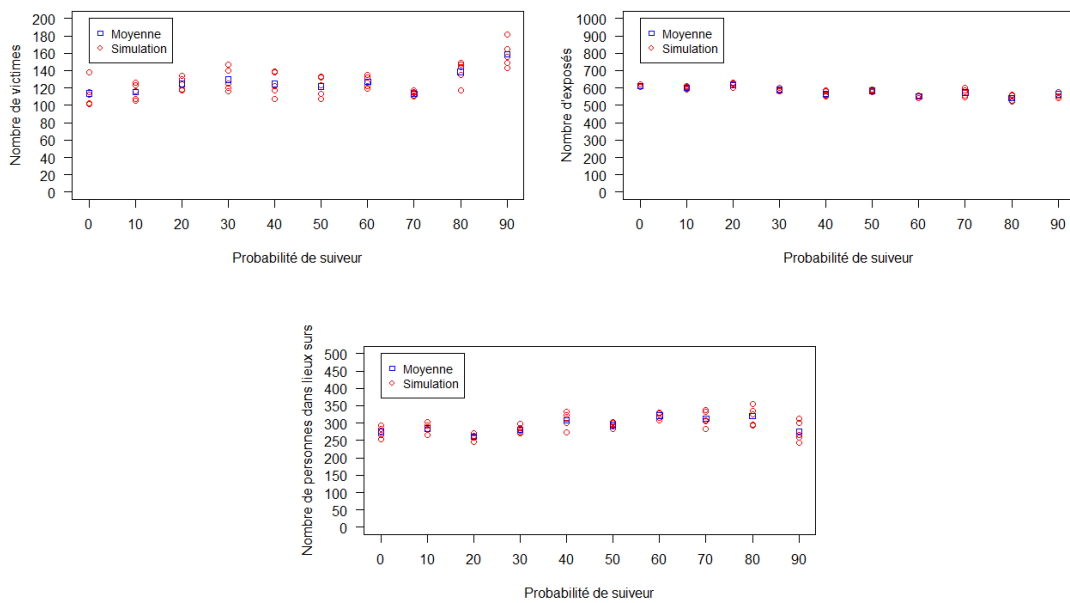 Nombre de victimes
200
180
160
140
120
100
80
60
40
20
0
Moyenne
Simulation
0 10 20 30 40 50 60 70 80 90
Probabilité de suiveur
Nombre d'exposés
1000
900
800
700
600
500
400
300
200
100
0
Moyenne
Simulation
0 10 20 30 40 50 60 70 80 90
Probabilité de suiveur
Nombre de personnes dans lieux surs
500
450
400
350
300
250
200
150
100
50
0
Moyenne
Simulation
0 10 20 30 40 50 60 70 80 90
Probabilité de suiveur